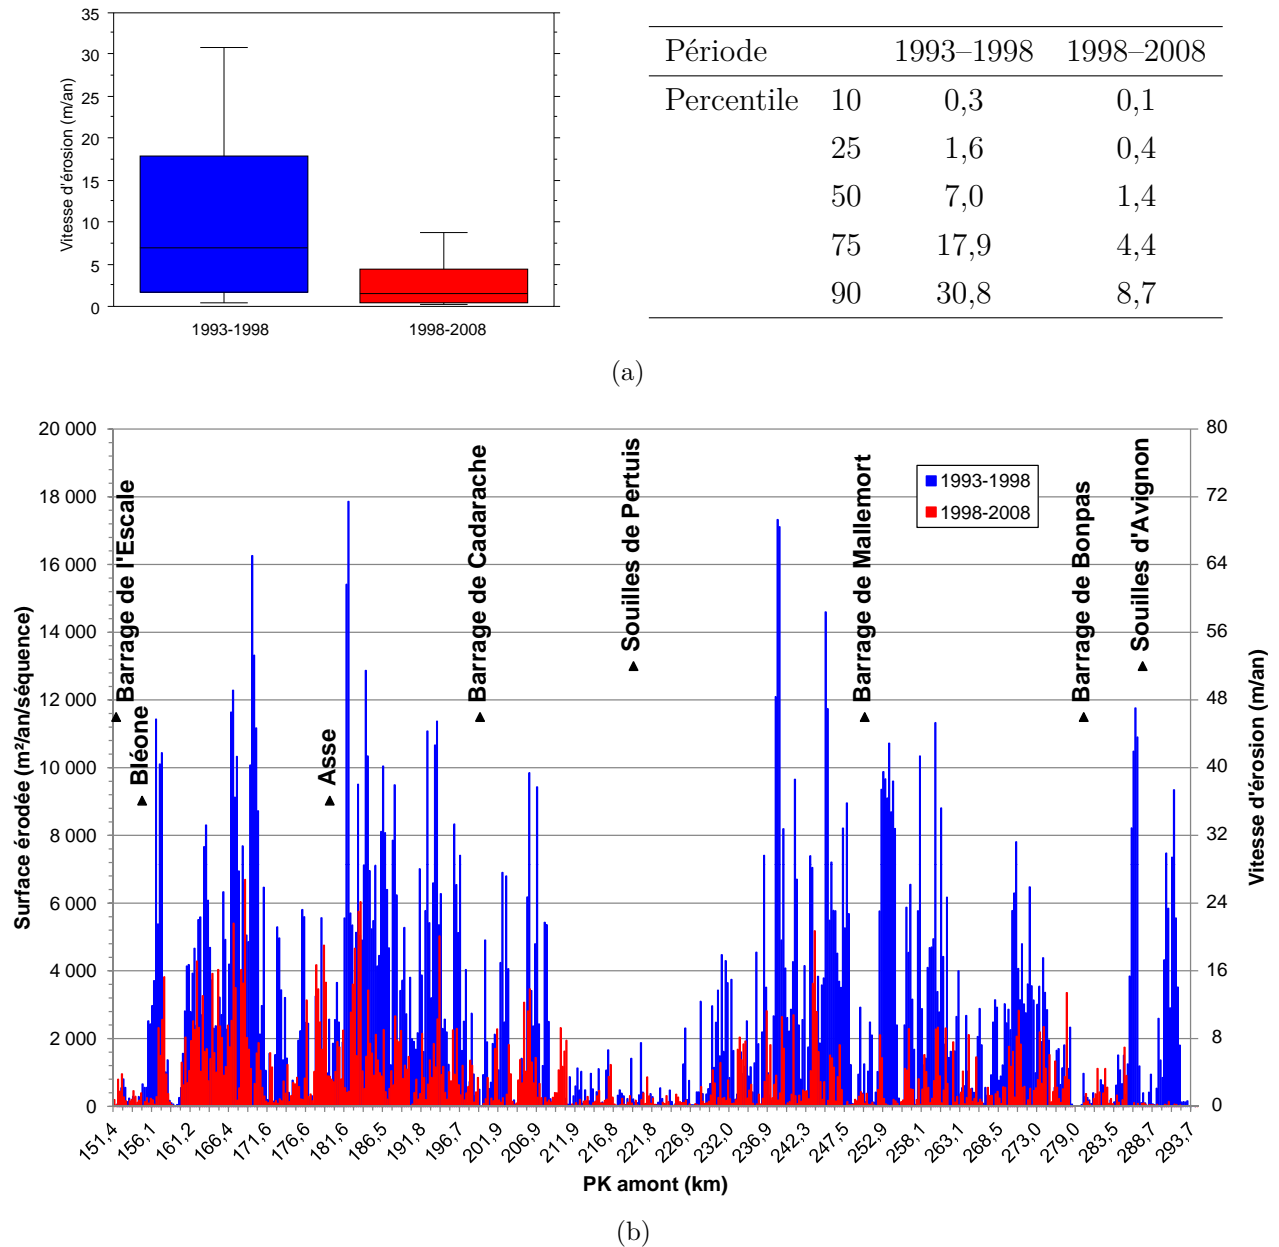 35
30
25
20
15
10
5
0
Vitesse d'érosion (m/an)
1993-1998 1998-2008
Période 1993–1998 1998–2008
Percentile 10 0,3 0,1
25 1,6 0,4
50 7,0 1,4
75 17,9 4,4
90 30,8 8,7
(a)
20 000
18 000
16 000
14 000
12 000
10 000
8 000
6 000
4 000
2 000
0
Surface érodée (m²/an/séquence)
Barrage de l'Escale
Bléone
Asse
Barrage de Cadarache
Souilles de Pertuis
Barrage de Mallemort
Barrage de Bonpas
Souilles d'Avignon
1993-1998
1998-2008
80
72
64
56
48
40
32
24
16
8
0
Vitesse d'érosion (m/an)
151,4 156,1 161,2 166,4 171,6 176,6 181,6 186,5 191,8 196,7 201,9 206,9 211,9 216,8 221,8 226,9 232,0 236,9 242,3 247,5 252,9 258,1 263,1 268,5 273,0 279,0 283,5 288,7 293,7
PK amont (km)
(b)